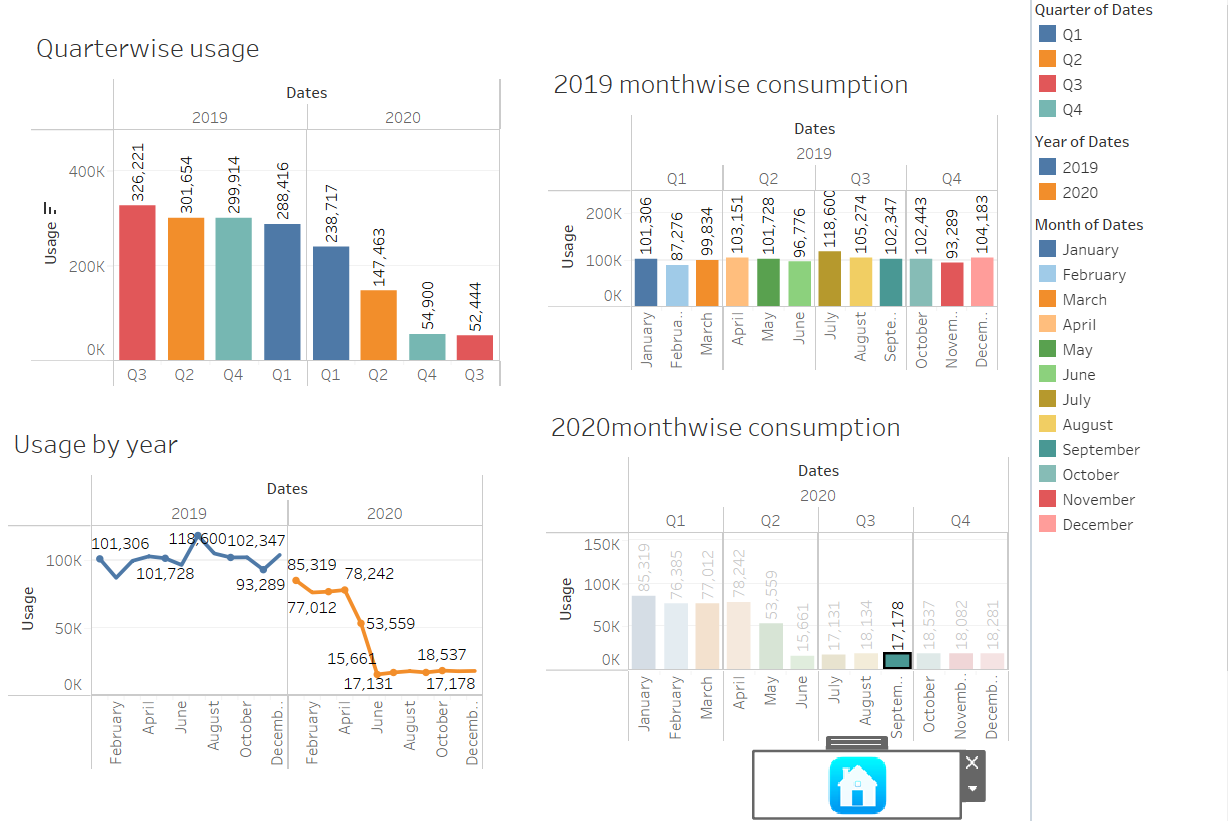 Quarterwise usage
Dates
2019 2020
400K
200K
0K
Usage
326,221
301,654
299,914
288,416
238,717
147,463
54,900
52,444
Q3 Q2 Q4 Q1 Q1 Q2 Q4 Q3
2019 monthwise consumption
Dates
2019
Q1 Q2 Q3 Q4
200K
100K
0K
Usage
101,306
87,276
99,834
103,151
101,728
96,776
118,600
105,274
102,347
102,443
93,289
104,183
January
Februa..
March
April
May
June
July
August
Septe..
October
Novem..
Decem..
Usage by year
Dates
2019 2020
100K
50K
0K
Usage
101,306
101,728
118,600
102,347
93,289
85,319
77,012
78,242
53,559
15,661
17,131
18,537
17,178
February
April
June
August
October
Decemb..
February
April
June
August
October
Decemb..
2020monthwise consumption
Dates
2020
Q1 Q2 Q3 Q4
150K
100K
50K
0K
Usage
85,319
76,385
77,012
78,242
53,559
15,661
17,131
18,134
17,178
18,537
18,082
18,281
January
February
March
April
May
June
July
August
Septem..
October
Novemb..
Decemb..
Quarter of Dates
Q1
Q2
Q3
Q4
Year of Dates
2019
2020
Month of Dates
January
February
March
April
May
June
July
August
September
October
November
December